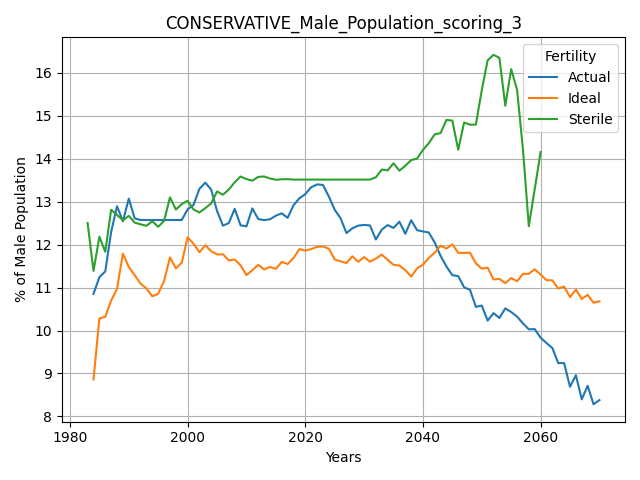 CONSERVATIVE_Male_Population_scoring_3
% of Male Population
16
15
14
13
12
11
10
9
8
Fertility
Actual
Ideal
Sterile
1980
2000
2020
2040
2060
Years